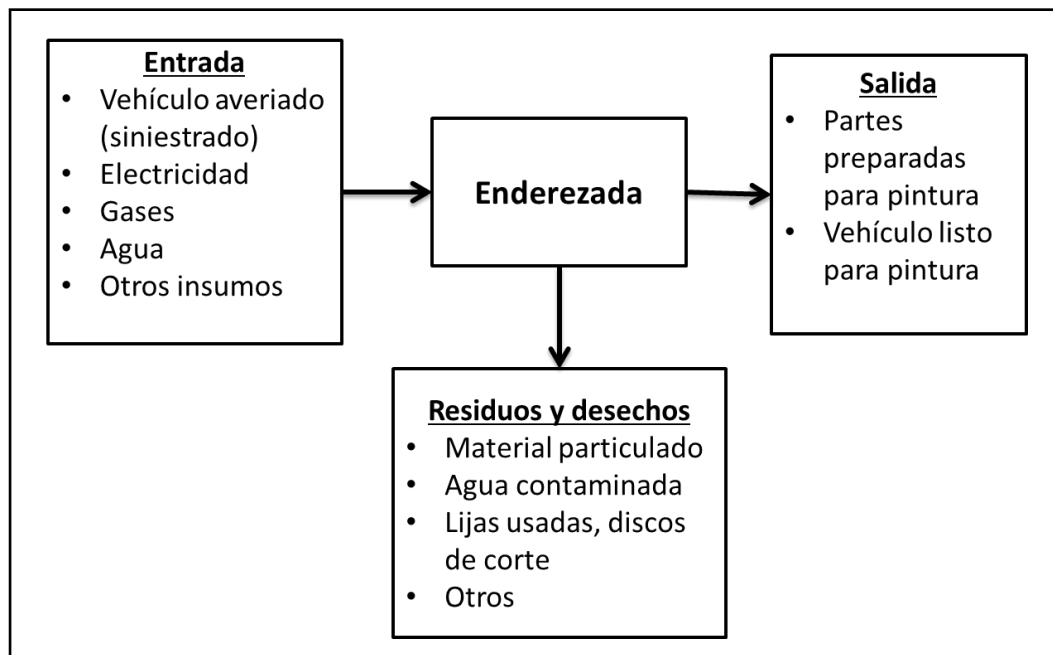 Entrada
• Vehículo averiado
(siniestrado)
• Electricidad
• Gases
• Agua
• Otros insumos
Enderezada
Salida
• Partes
preparadas
para pintura
• Vehículo listo
para pintura
Residuos y desechos
• Material particulado
• Agua contaminada
• Lijas usadas, discos
de corte
• Otros